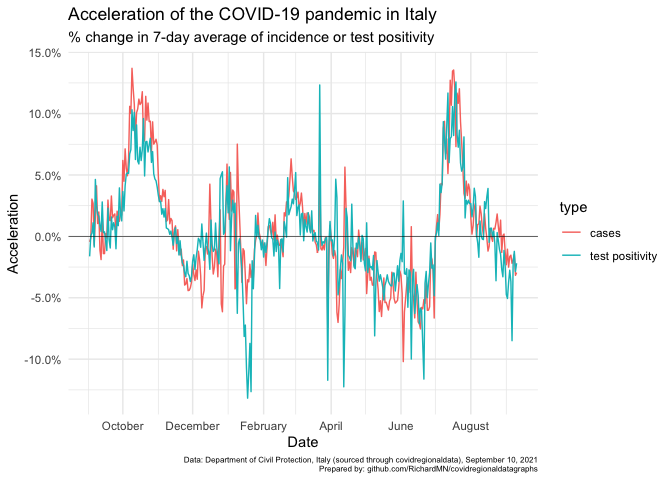 Acceleration of the COVID-19 pandemic in Italy
% change in 7-day average of incidence or test positivity
15.0%
10.0%
5.0%
0.0%
-5.0%
-10.0%
Acceleration
October December February April June August
Date
type
cases
test positivity
Data: Department of Civil Protection, Italy (sourced through covidregionaldata), September 10, 2021
Prepared by: github.com/RichardMN/covidregionaldatagraphs